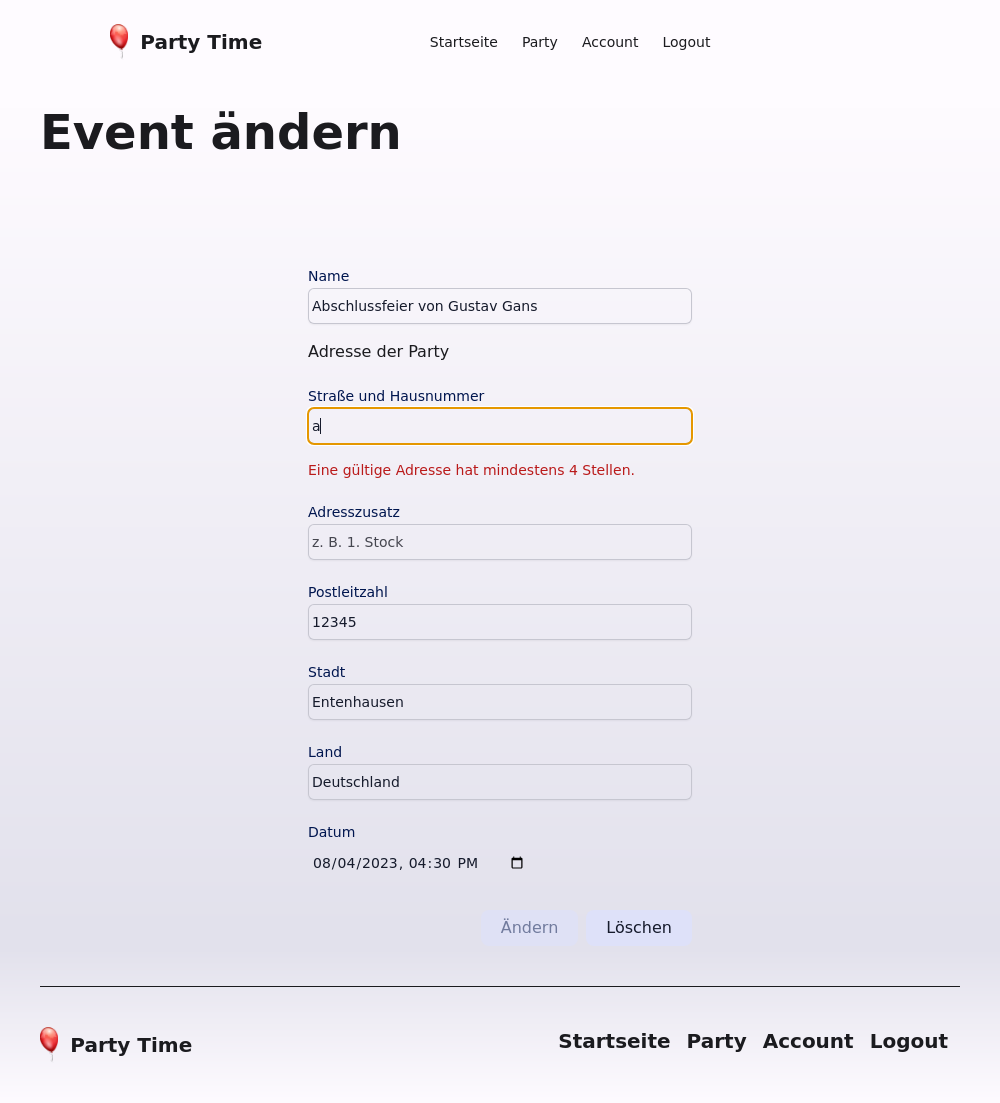 Party Time
Startseite Party Account Logout
Event ändern
Name
Abschlussfeier von Gustav Gans
Adresse der Party
Straße und Hausnummer
a
Eine gültige Adresse hat mindestens 4 Stellen.
Adresszusatz
z. B. 1. Stock
Postleitzahl
12345
Stadt
Entenhausen
Land
Deutschland
Datum
08/04/2023, 04:30 PM
Ändern Löschen
Party Time
Startseite Party Account Logout